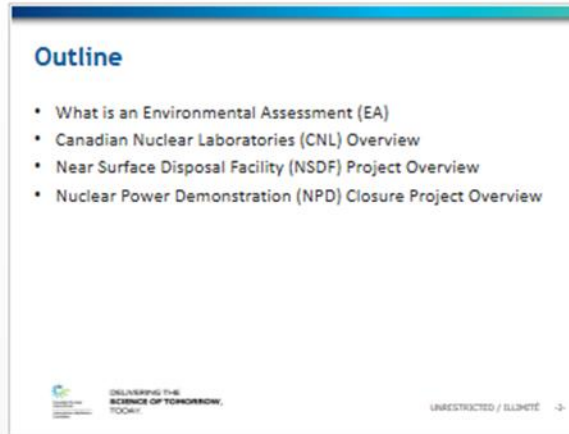 Outline
• What is an Environmental Assessment (EA)
• Canadian Nuclear Laboratories (CNL) Overview
• Near Surface Disposal Facility (NSDF) Project Overview
• Nuclear Power Demonstration (NPD) Closure Project Overview
DELIVERING THE
SCIENCE OF TOMORROW,
TODAY.
UNRESTRICTED / ILLIMITÉ -2-